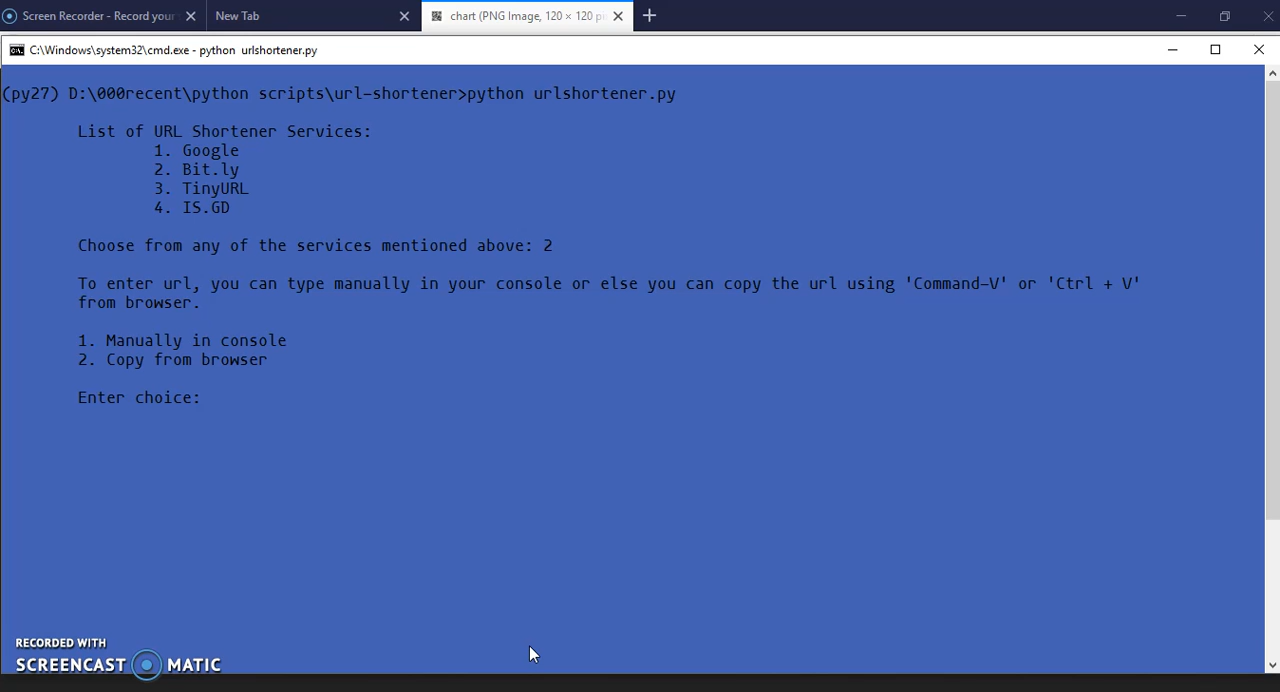 Screen Recorder - Record your
New Tab
chart (PNG Image, 120 × 120 pi
C:\Windows\system32\cmd.exe - python urlshortener.py
(py27) D:\000recent\python scripts\url-shortener>python urlshortener.py
List of URL Shortener Services:
1. Google
2. Bit.ly
3. TinyURL
4. IS.GD
Choose from any of the services mentioned above: 2
To enter url, you can type manually in your console or else you can copy the url using 'Command-V' or 'Ctrl + V'
from browser.
1. Manually in console
2. Copy from browser
Enter choice:
RECORDED WITH
SCREENCAST MATIC